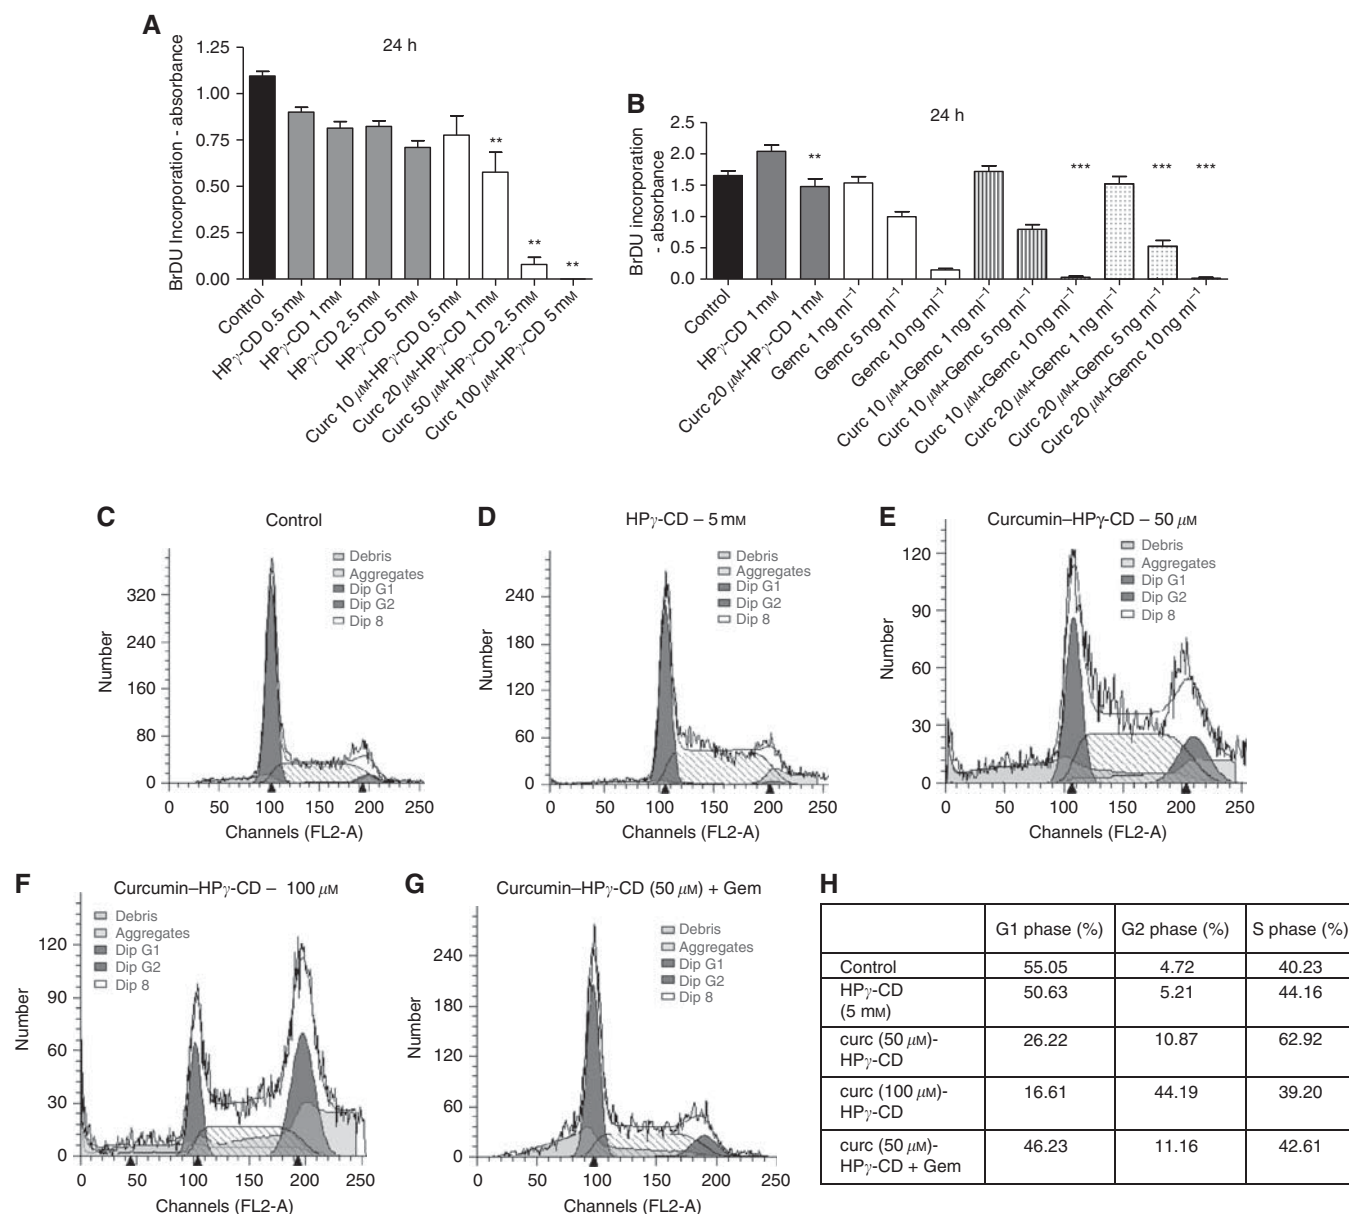 A
24 h
BrDU Incorporation - absorbance
1.25
1.00
0.75
0.50
0.25
0.00
**
**
**
Control
HPγ-CD 0.5 mM
HPγ-CD 1 mM
HPγ-CD 2.5 mM
HPγ-CD 5 mM
Curc 10 μM-HPγ-CD 0.5 mM
Curc 20 μM-HPγ-CD 1 mM
Curc 50 μM-HPγ-CD 2.5 mM
Curc 100 μM-HPγ-CD 5 mM
B
24 h
BrDU incorporation
- absorbance
2.5
2.0
1.5
1.0
0.5
0.0
**
***
***
***
Control
HPγ-CD 1 mM
Curc 20 μM-HPγ-CD 1 mM
Gemc 1 ng ml⁻¹
Gemc 5 ng ml⁻¹
Gemc 10 ng ml⁻¹
Curc 10 μM+Gemc 1 ng ml⁻¹
Curc 10 μM+Gemc 5 ng ml⁻¹
Curc 10 μM+Gemc 10 ng ml⁻¹
Curc 20 μM+Gemc 1 ng ml⁻¹
Curc 20 μM+Gemc 5 ng ml⁻¹
Curc 20 μM+Gemc 10 ng ml⁻¹
C
Control
Debris
Aggregates
Dip G1
Dip G2
Dip 8
Number
320
240
160
80
0
0 50 100 150 200 250
Channels (FL2-A)
D
HPγ-CD – 5 mM
Debris
Aggregates
Dip G1
Dip G2
Dip 8
Number
240
180
120
60
0
0 50 100 150 200 250
Channels (FL2-A)
E
Curcumin–HPγ-CD – 50 μM
Debris
Aggregates
Dip G1
Dip G2
Dip 8
Number
120
90
60
30
0
0 50 100 150 200 250
Channels (FL2-A)
F
Curcumin–HPγ-CD – 100 μM
Debris
Aggregates
Dip G1
Dip G2
Dip 8
Number
120
90
60
30
0
0 50 100 150 200 250
Channels (FL2-A)
G
Curcumin–HPγ-CD (50 μM) + Gem
Debris
Aggregates
Dip G1
Dip G2
Dip 8
Number
240
180
120
60
0
0 50 100 150 200 250
Channels (FL2-A)
H
G1 phase (%) G2 phase (%) S phase (%)
Control 55.05 4.72 40.23
HPγ-CD 50.63 5.21 44.16
(5 mM)
curc (50 μM)- 26.22 10.87 62.92
HPγ-CD
curc (100 μM)- 16.61 44.19 39.20
HPγ-CD
curc (50 μM)- 46.23 11.16 42.61
HPγ-CD + Gem